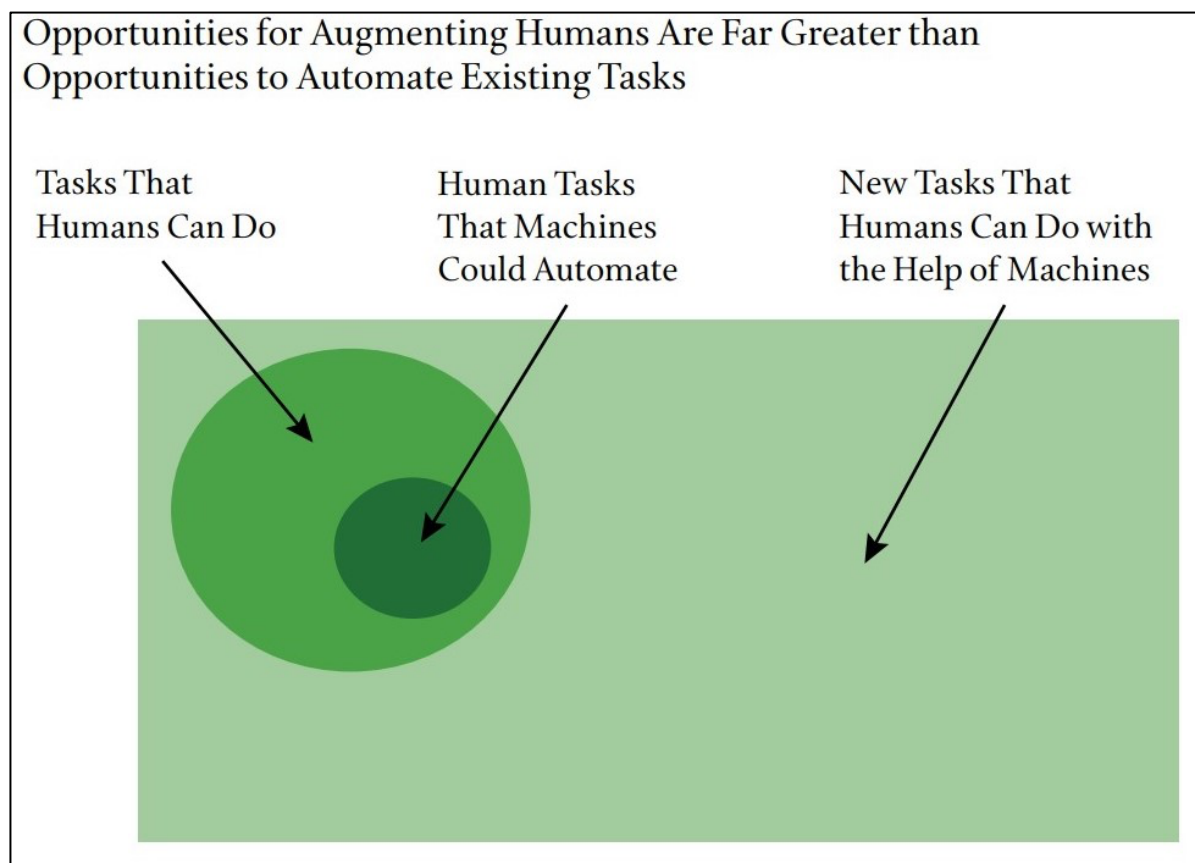 Opportunities for Augmenting Humans Are Far Greater than
Opportunities to Automate Existing Tasks
Tasks That
Humans Can Do
Human Tasks
That Machines
Could Automate
New Tasks That
Humans Can Do with
the Help of Machines